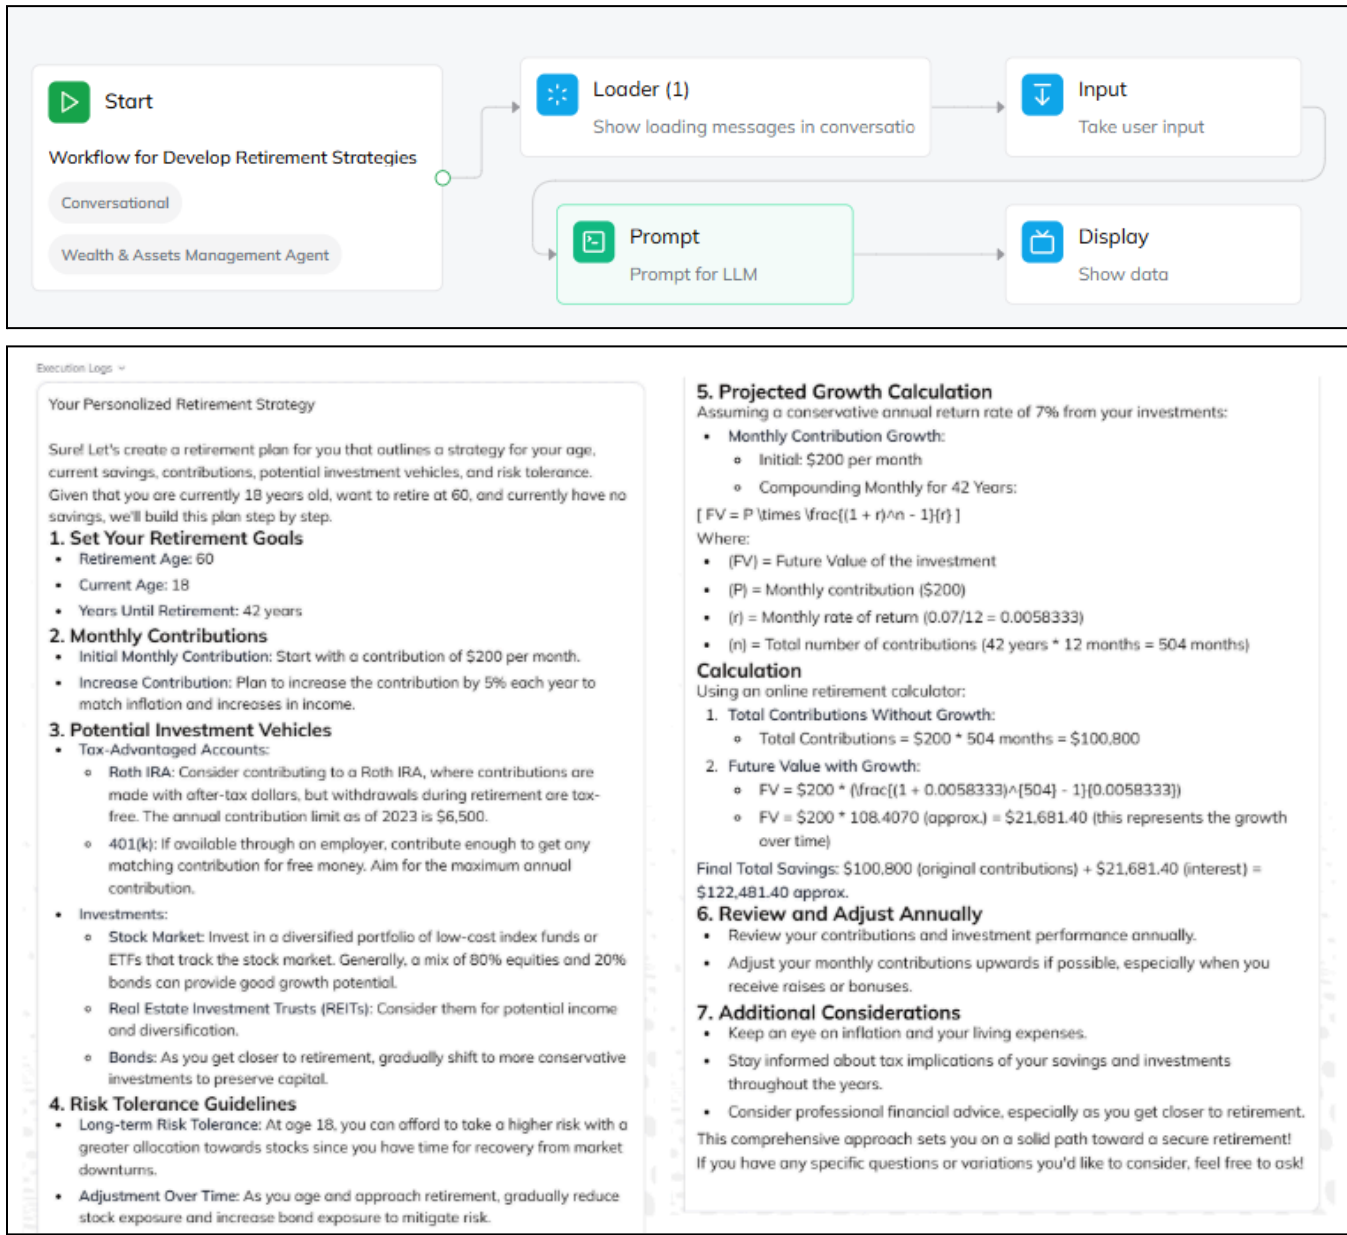 Start
Workflow for Develop Retirement Strategies
Conversational
Wealth & Assets Management Agent
Loader (1)
Show loading messages in conversatio
Input
Take user input
Prompt
Prompt for LLM
Display
Show data
Execution Logs
Your Personalized Retirement Strategy
Sure! Let's create a retirement plan for you that outlines a strategy for your age,
current savings, contributions, potential investment vehicles, and risk tolerance.
Given that you are currently 18 years old, want to retire at 60, and currently have no
savings, we'll build this plan step by step.
1. Set Your Retirement Goals
• Retirement Age: 60
• Current Age: 18
• Years Until Retirement: 42 years
2. Monthly Contributions
• Initial Monthly Contribution: Start with a contribution of $200 per month.
• Increase Contribution: Plan to increase the contribution by 5% each year to
match inflation and increases in income.
3. Potential Investment Vehicles
• Tax-Advantaged Accounts:
◦ Roth IRA: Consider contributing to a Roth IRA, where contributions are
made with after-tax dollars, but withdrawals during retirement are tax-
free. The annual contribution limit as of 2023 is $6,500.
◦ 401(k): If available through an employer, contribute enough to get any
matching contribution for free money. Aim for the maximum annual
contribution.
• Investments:
◦ Stock Market: Invest in a diversified portfolio of low-cost index funds or
ETFs that track the stock market. Generally, a mix of 80% equities and 20%
bonds can provide good growth potential.
◦ Real Estate Investment Trusts (REITs): Consider them for potential income
and diversification.
◦ Bonds: As you get closer to retirement, gradually shift to more conservative
investments to preserve capital.
4. Risk Tolerance Guidelines
• Long-term Risk Tolerance: At age 18, you can afford to take a higher risk with a
greater allocation towards stocks since you have time for recovery from market
downturns.
• Adjustment Over Time: As you age and approach retirement, gradually reduce
stock exposure and increase bond exposure to mitigate risk.
5. Projected Growth Calculation
Assuming a conservative annual return rate of 7% from your investments:
• Monthly Contribution Growth:
◦ Initial: $200 per month
◦ Compounding Monthly for 42 Years:
[ FV = P \times \frac{(1 + r)^n - 1}{r} ]
Where:
• (FV) = Future Value of the investment
• (P) = Monthly contribution ($200)
• (r) = Monthly rate of return (0.07/12 = 0.0058333)
• (n) = Total number of contributions (42 years * 12 months = 504 months)
Calculation
Using an online retirement calculator:
1. Total Contributions Without Growth:
◦ Total Contributions = $200 * 504 months = $100,800
2. Future Value with Growth:
◦ FV = $200 * (\frac{(1 + 0.0058333)^{504} - 1}{0.0058333})
◦ FV = $200 * 108.4070 (approx.) = $21,681.40 (this represents the growth
over time)
Final Total Savings: $100,800 (original contributions) + $21,681.40 (interest) =
$122,481.40 approx.
6. Review and Adjust Annually
• Review your contributions and investment performance annually.
• Adjust your monthly contributions upwards if possible, especially when you
receive raises or bonuses.
7. Additional Considerations
• Keep an eye on inflation and your living expenses.
• Stay informed about tax implications of your savings and investments
throughout the years.
• Consider professional financial advice, especially as you get closer to retirement.
This comprehensive approach sets you on a solid path toward a secure retirement!
If you have any specific questions or variations you'd like to consider, feel free to ask!